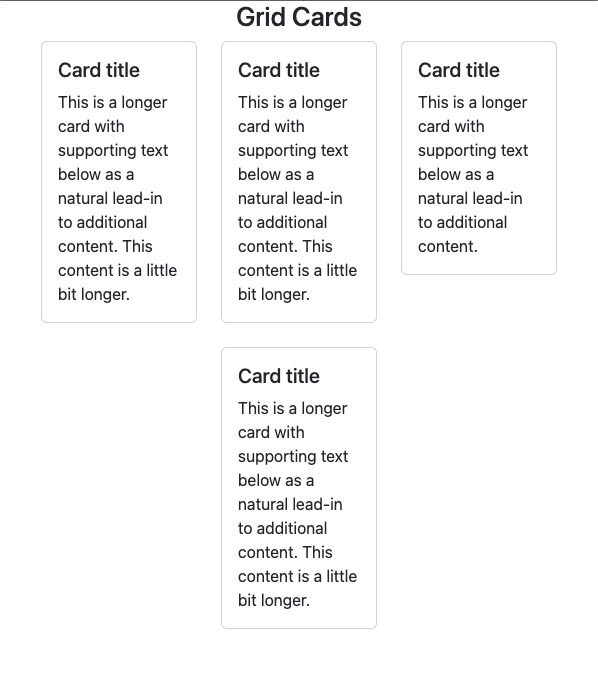 Grid Cards
Card title
This is a longer
card with
supporting text
below as a
natural lead-in
to additional
content. This
content is a little
bit longer.
Card title
This is a longer
card with
supporting text
below as a
natural lead-in
to additional
content. This
content is a little
bit longer.
Card title
This is a longer
card with
supporting text
below as a
natural lead-in
to additional
content.
Card title
This is a longer
card with
supporting text
below as a
natural lead-in
to additional
content. This
content is a little
bit longer.